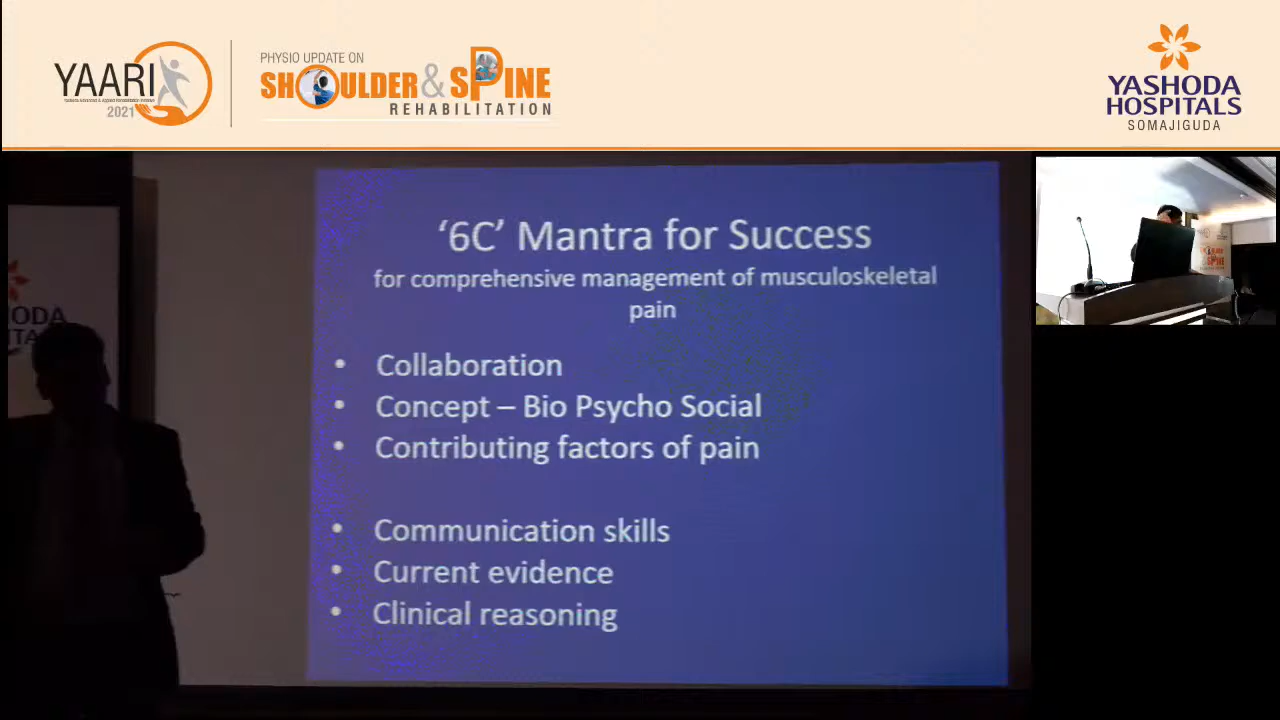 YAARI
2021
PHYSIO UPDATE ON
SHOULDER & SPINE
REHABILITATION
YASHODA
HOSPITALS
SOMAJIGUDA
‘6C’ Mantra for Success
for comprehensive management of musculoskeletal
pain
• Collaboration
• Concept – Bio Psycho Social
• Contributing factors of pain
• Communication skills
• Current evidence
• Clinical reasoning